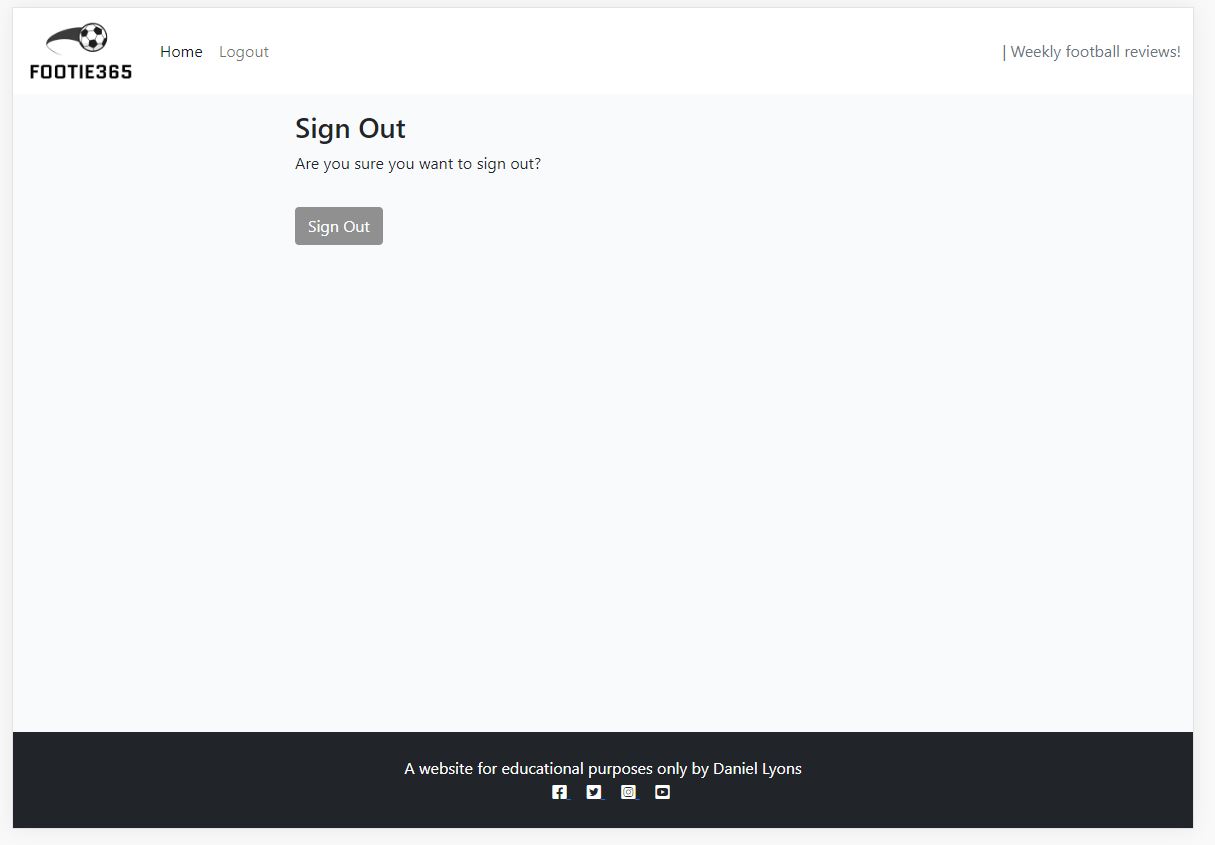 FOOTIE365
Home Logout
| Weekly football reviews!
Sign Out
Are you sure you want to sign out?
Sign Out
A website for educational purposes only by Daniel Lyons